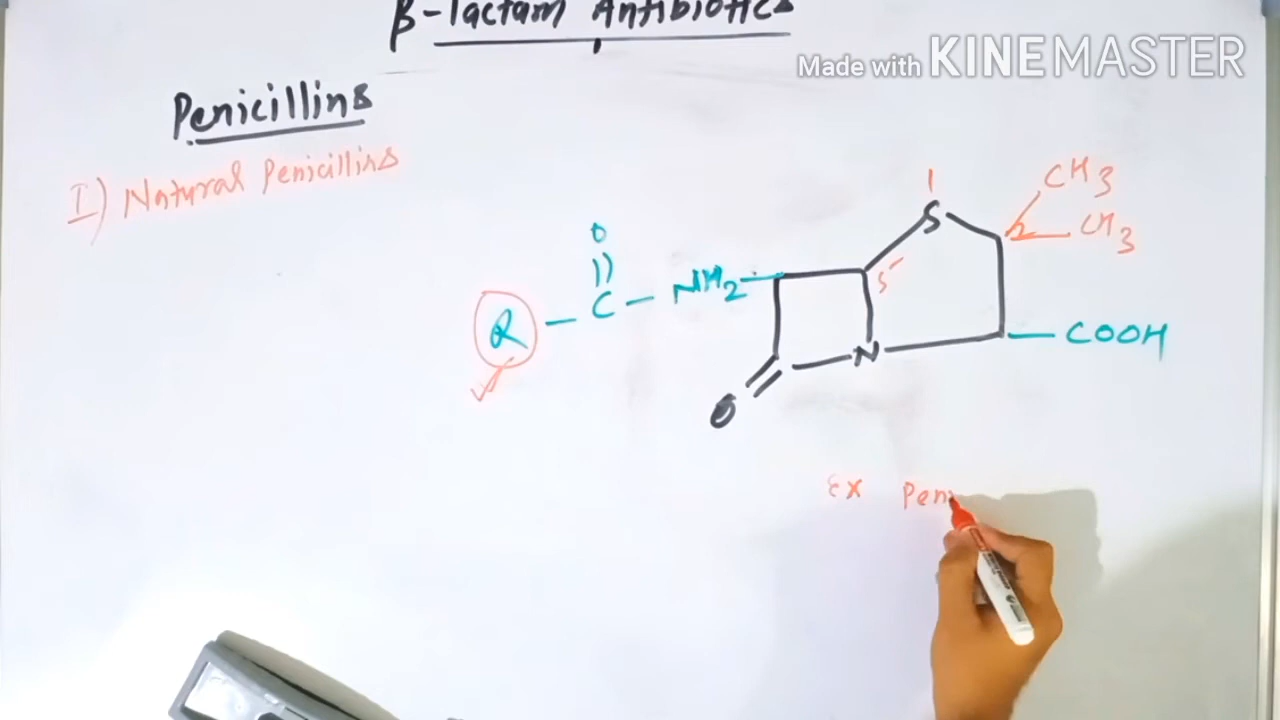 β-lactam Antibiotics
Made with KINEMASTER
Penicillins
I) Natural Penicillins
1
S
CH3
2 CH3
O
C - NH2
5
R
COOH
N
O
Ex Pen